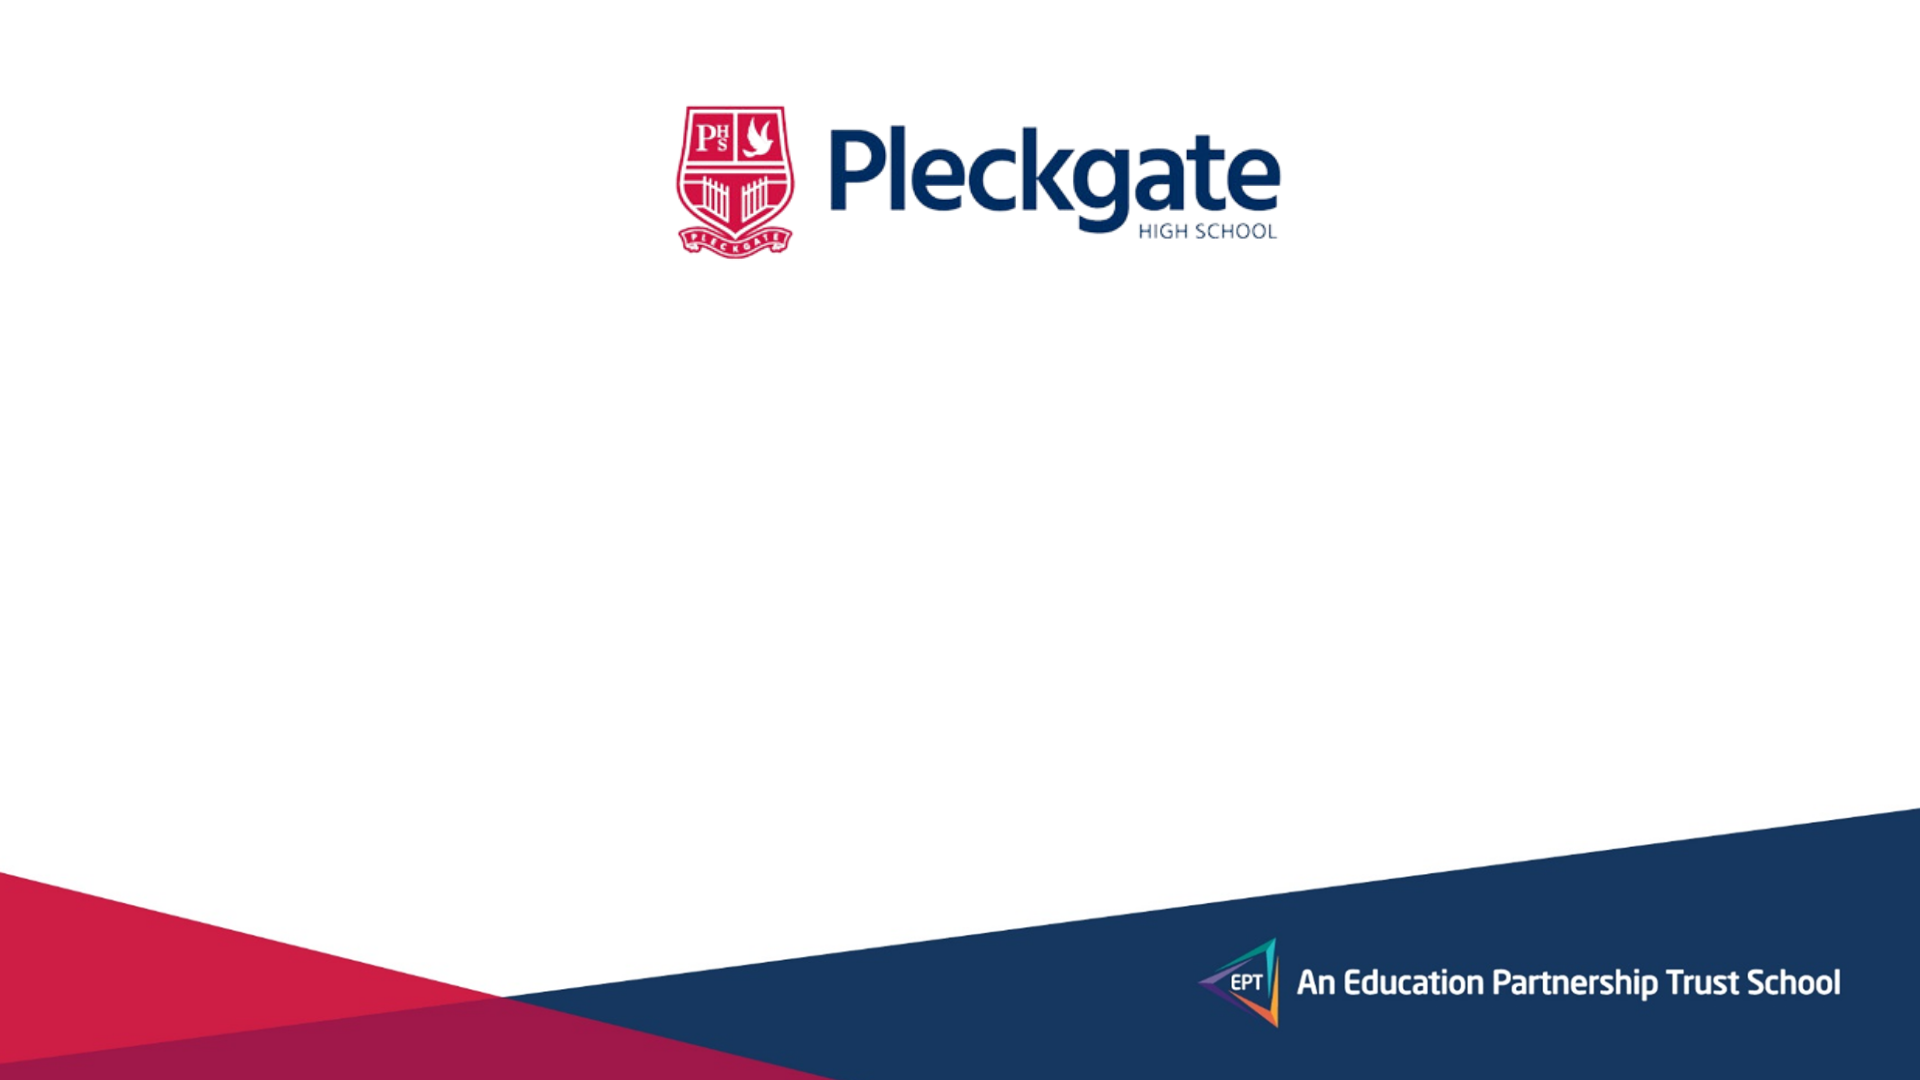 PHS
Pleckgate
HIGH SCHOOL
PLECKGATE
EPT
An Education Partnership Trust School